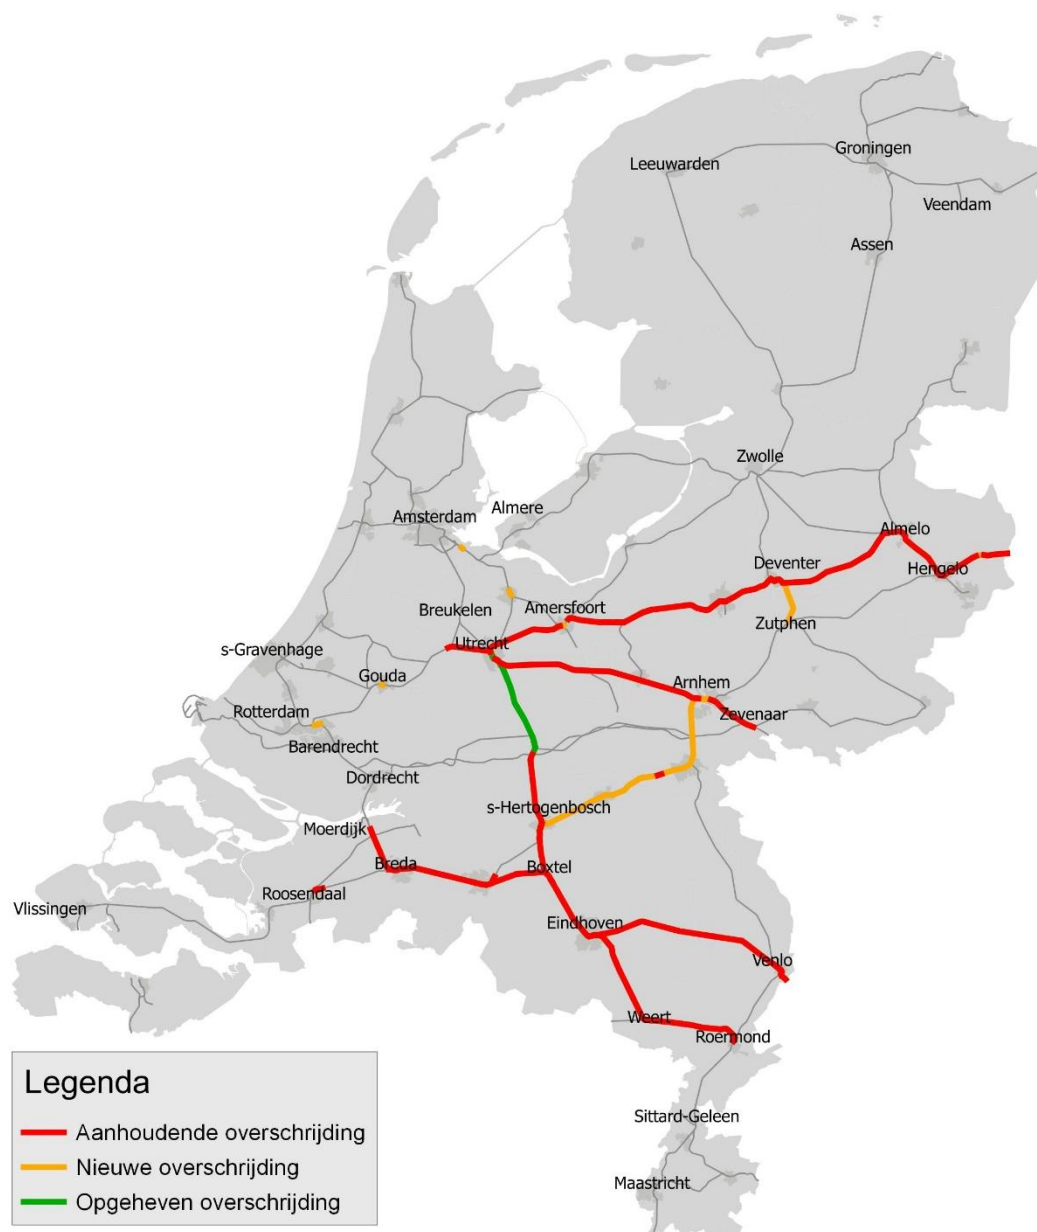 Groningen
Leeuwarden
Veendam
Assen
Zwolle
Almere
Amsterdam
Almelo
Deventer
Hengelo
Breukelen
Amersfoort
Zutphen
Utrecht
s-Gravenhage
Gouda
Arnhem
Rotterdam
Zevenaar
Barendrecht
Dordrecht
s-Hertogenbosch
Moerdijk
Breda
Boxtel
Roosendaal
Vlissingen
Eindhoven
Venlo
Weert
Roermond
Sittard-Geleen
Maastricht
Legenda
Aanhoudende overschrijding
Nieuwe overschrijding
Opgeheven overschrijding